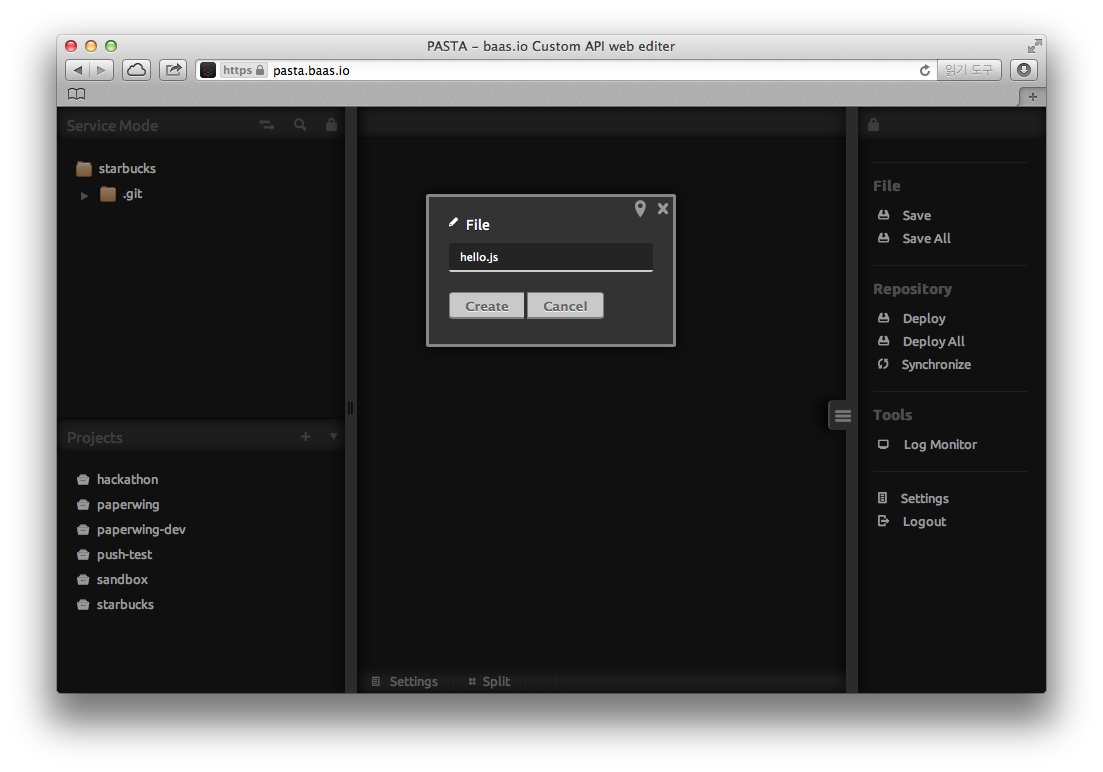 PASTA – baas.io Custom API web editer
https pasta.baas.io 읽기 도구
Service Mode
starbucks
.git
Projects
hackathon
paperwing
paperwing-dev
push-test
sandbox
starbucks
File
hello.js
Create Cancel
Settings Split
File
Save
Save All
Repository
Deploy
Deploy All
Synchronize
Tools
Log Monitor
Settings
Logout